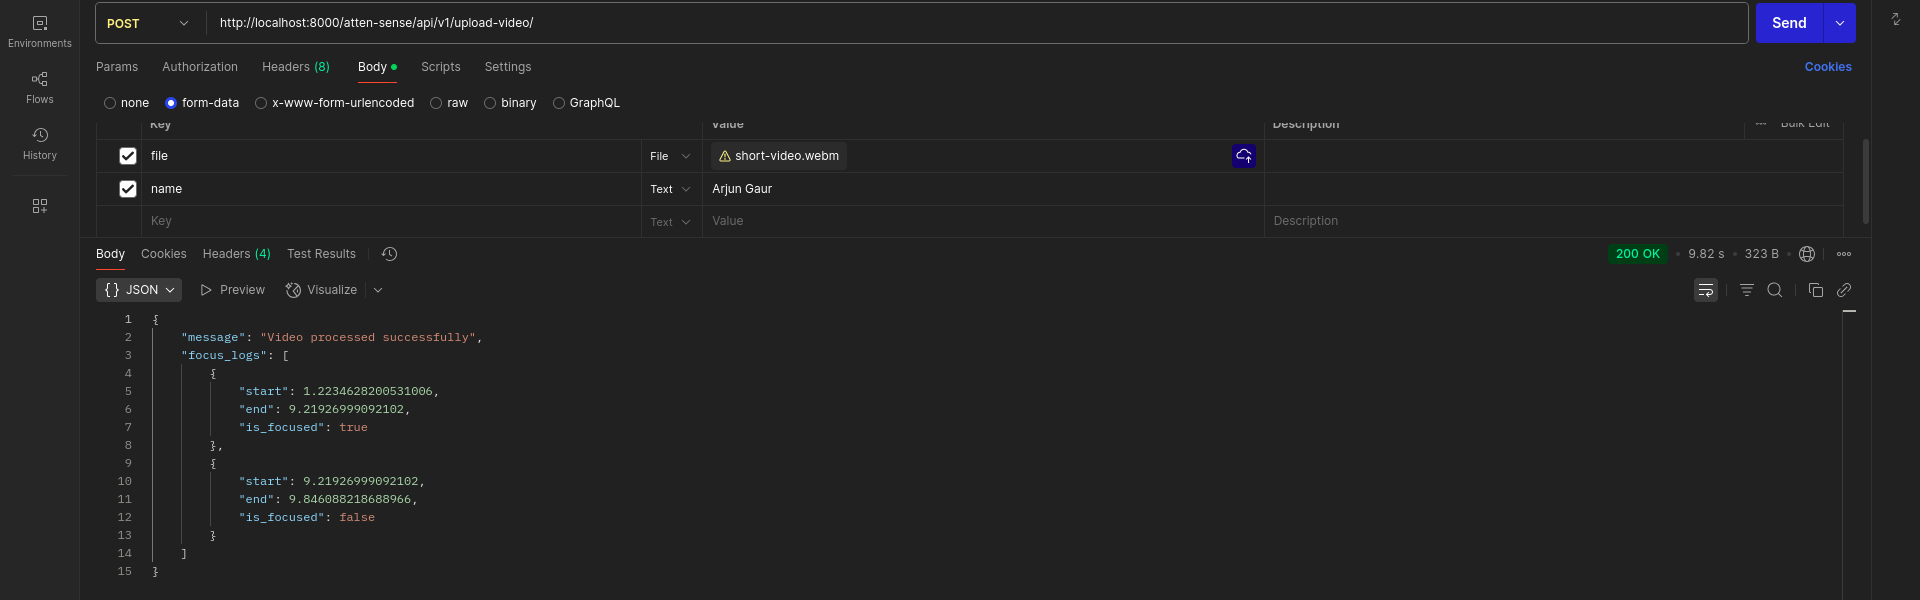 POST http://localhost:8000/atten-sense/api/v1/upload-video/ Send
Environments
Flows
History
Params Authorization Headers (8) Body Scripts Settings Cookies
none form-data x-www-form-urlencoded raw binary GraphQL
Key Value Description Bulk Edit
file File short-video.webm
name Text Arjun Gaur
Key Text Value Description
Body Cookies Headers (4) Test Results 200 OK • 9.82 s • 323 B •
{ } JSON Preview Visualize
1 {
2 "message": "Video processed successfully",
3 "focus_logs": [
4 {
5 "start": 1.2234628200531006,
6 "end": 9.21926999092102,
7 "is_focused": true
8 },
9 {
10 "start": 9.21926999092102,
11 "end": 9.846088218688966,
12 "is_focused": false
13 }
14 ]
15 }